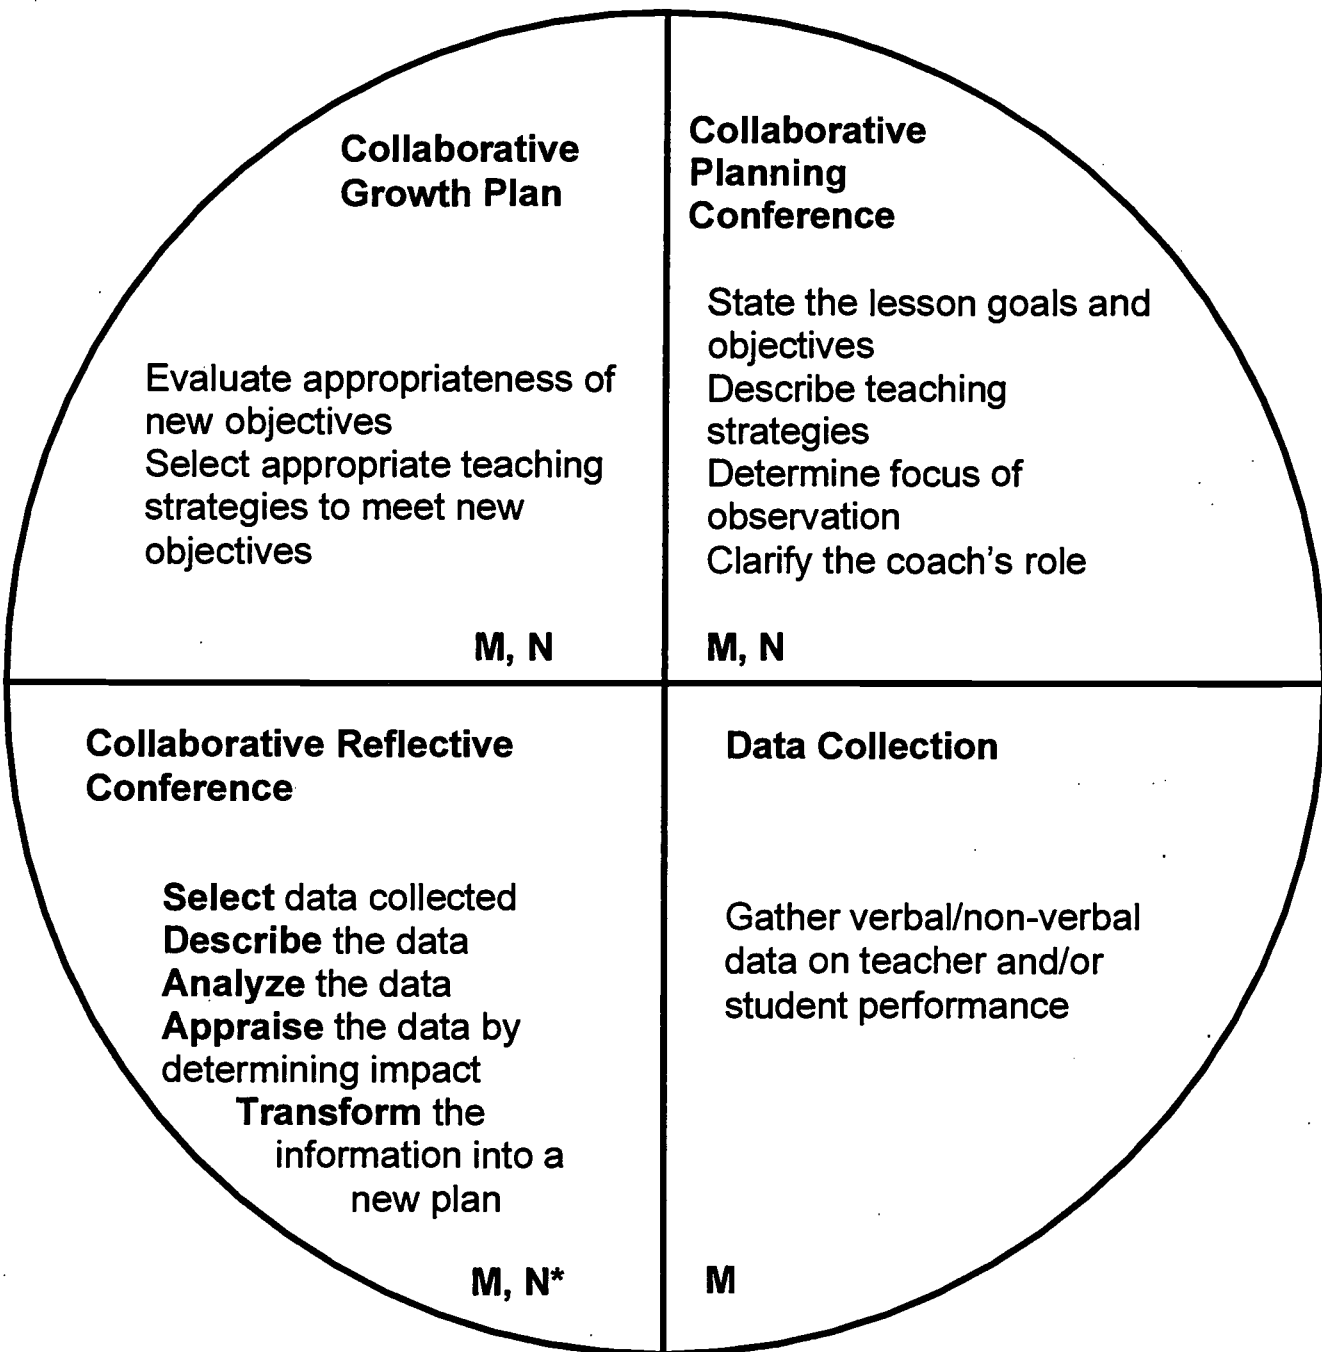 Collaborative
Growth Plan
Evaluate appropriateness of
new objectives
Select appropriate teaching
strategies to meet new
objectives
M, N
Collaborative
Planning
Conference
State the lesson goals and
objectives
Describe teaching
strategies
Determine focus of
observation
Clarify the coach's role
M, N
Collaborative Reflective
Conference
Select data collected
Describe the data
Analyze the data
Appraise the data by
determining impact
Transform the
information into a
new plan
M, N*
Data Collection
Gather verbal/non-verbal
data on teacher and/or
student performance
M